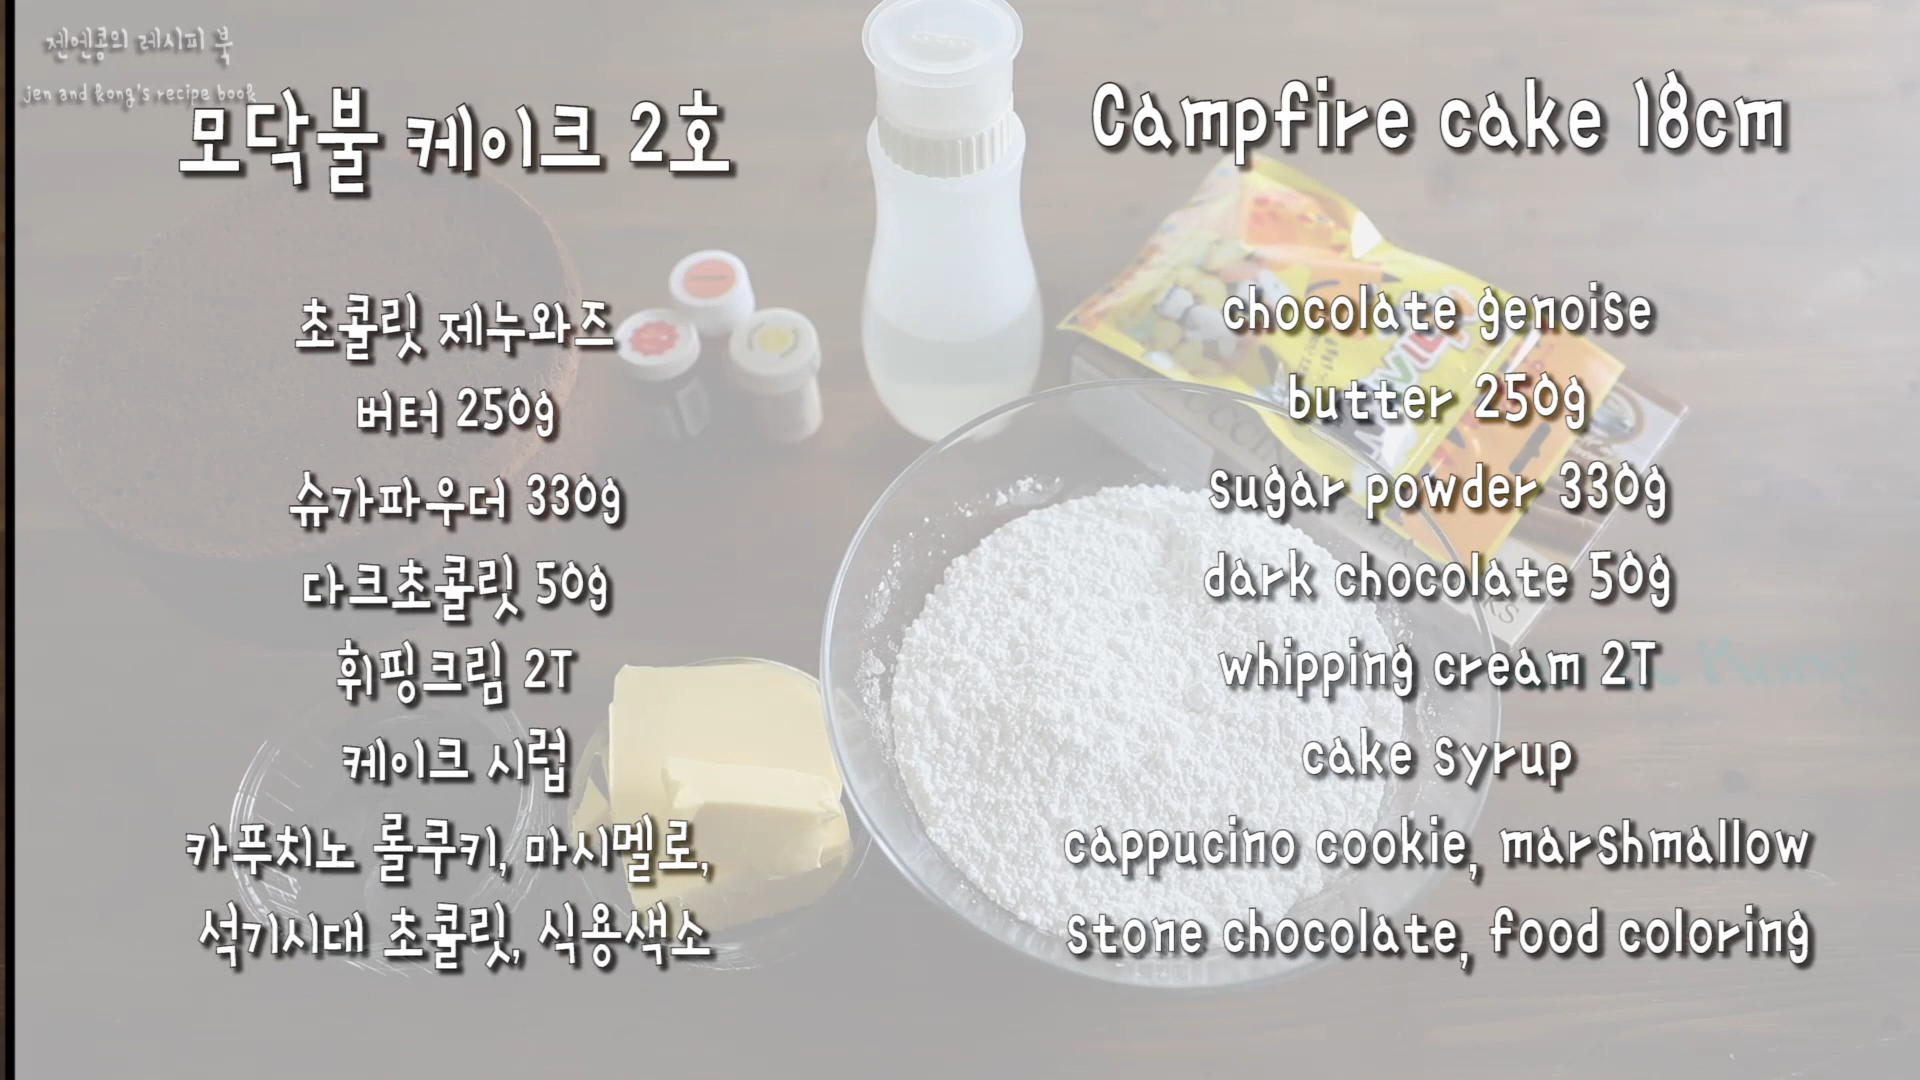 젠엔콩의 레시피 북
jen and kong's recipe book
모닥불 케이크 2호
초콜릿 제누와즈
버터 250g
슈가파우더 330g
다크초콜릿 50g
휘핑크림 2T
케이크 시럽
카푸치노 롤쿠키, 마시멜로,
석기시대 초콜릿, 식용색소
Campfire cake 18cm
chocolate genoise
butter 250g
sugar powder 330g
dark chocolate 50g
whipping cream 2T
cake syrup
cappucino cookie, marshmallow
stone chocolate, food coloring